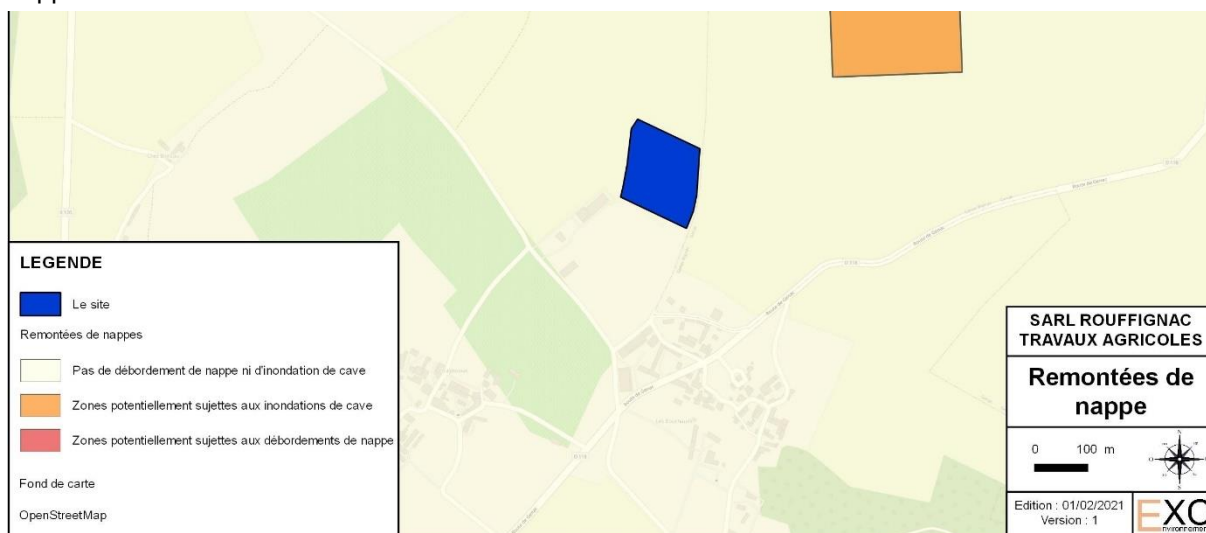 LEGENDE
Le site
Remontées de nappes
Pas de débordement de nappe ni d'inondation de cave
Zones potentiellement sujettes aux inondations de cave
Zones potentiellement sujettes aux débordements de nappe
Fond de carte
OpenStreetMap
SARL ROUFFIGNAC
TRAVAUX AGRICOLES
Remontées de
nappe
0 100 m
Edition : 01/02/2021
Version : 1
EXO
nvironnement